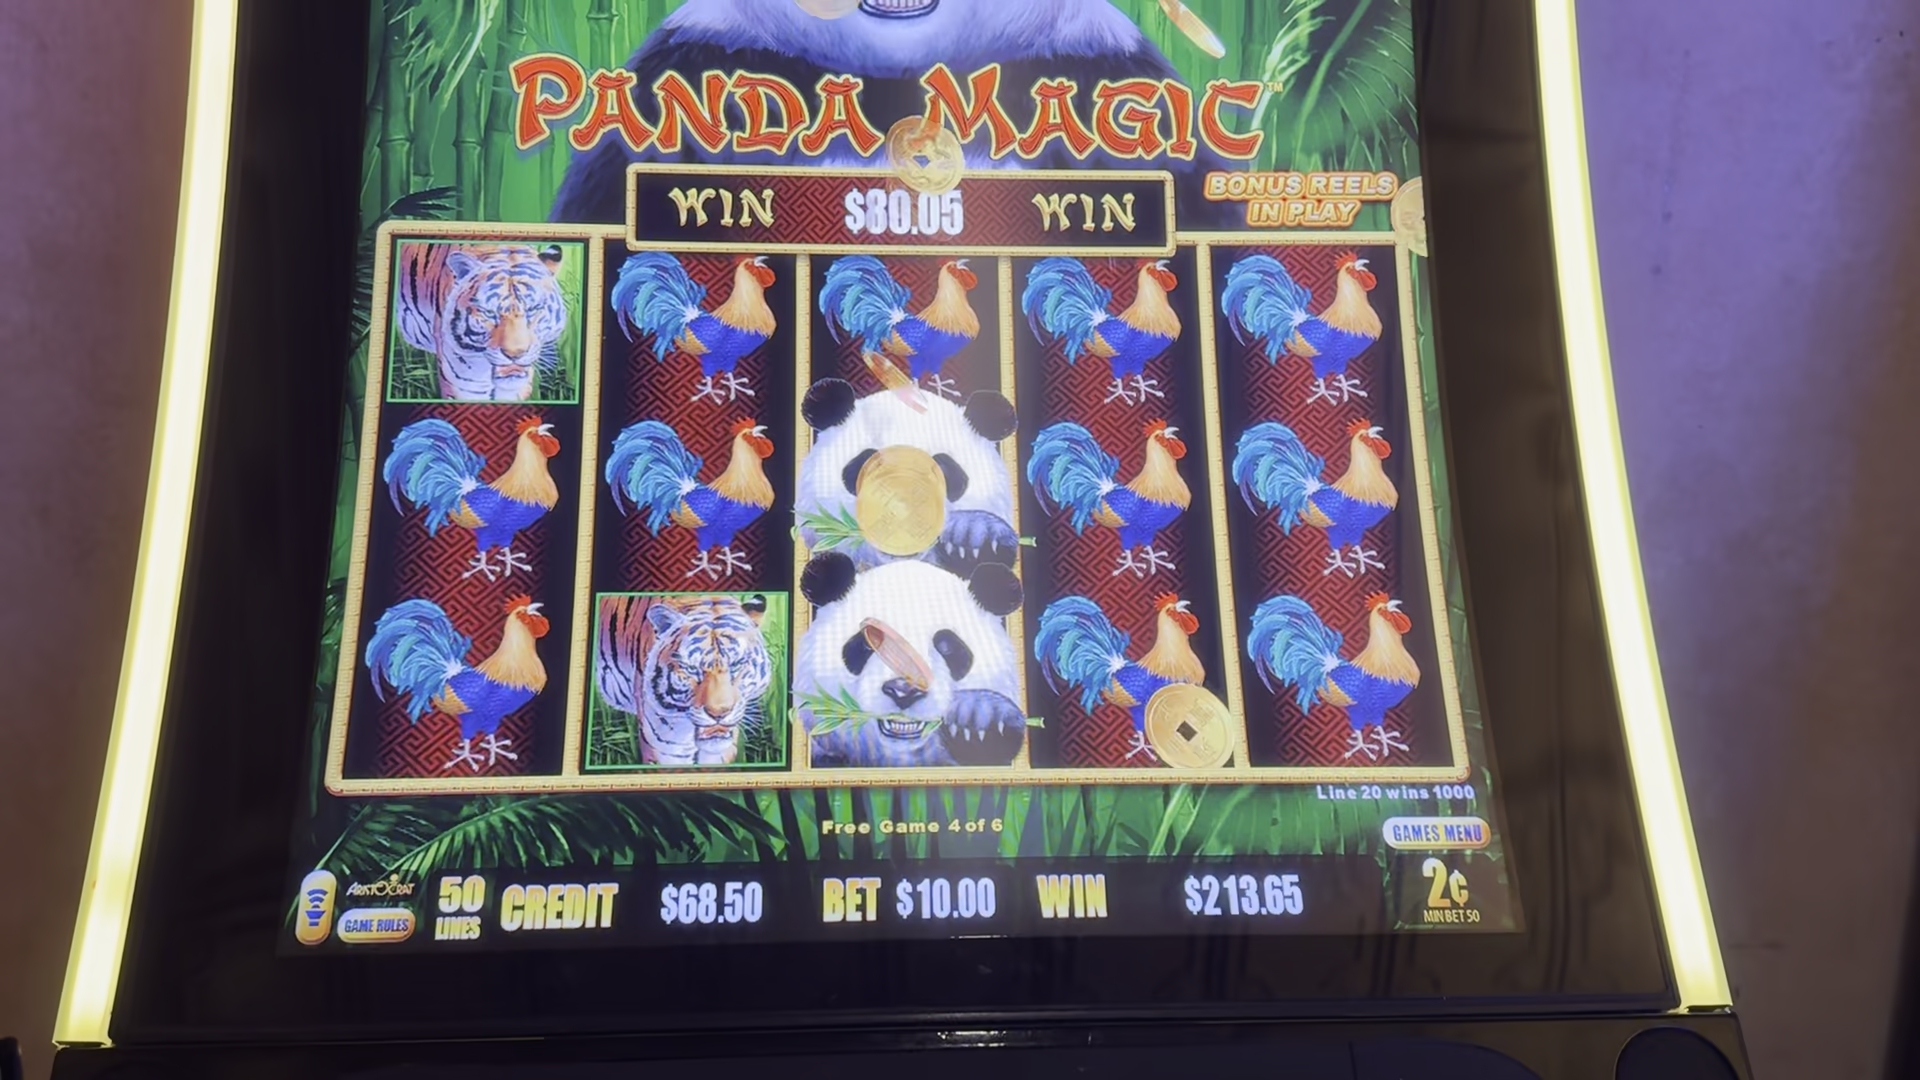 PANDA MAGIC™
WIN $80.05 WIN
BONUS REELS
IN PLAY
Line 20 wins 1000
Free Game 4 of 6
GAMES MENU
ARISTOCRAT
GAME RULES
50
LINES
CREDIT $68.50 BET $10.00 WIN $213.65
2¢
MIN BET 50